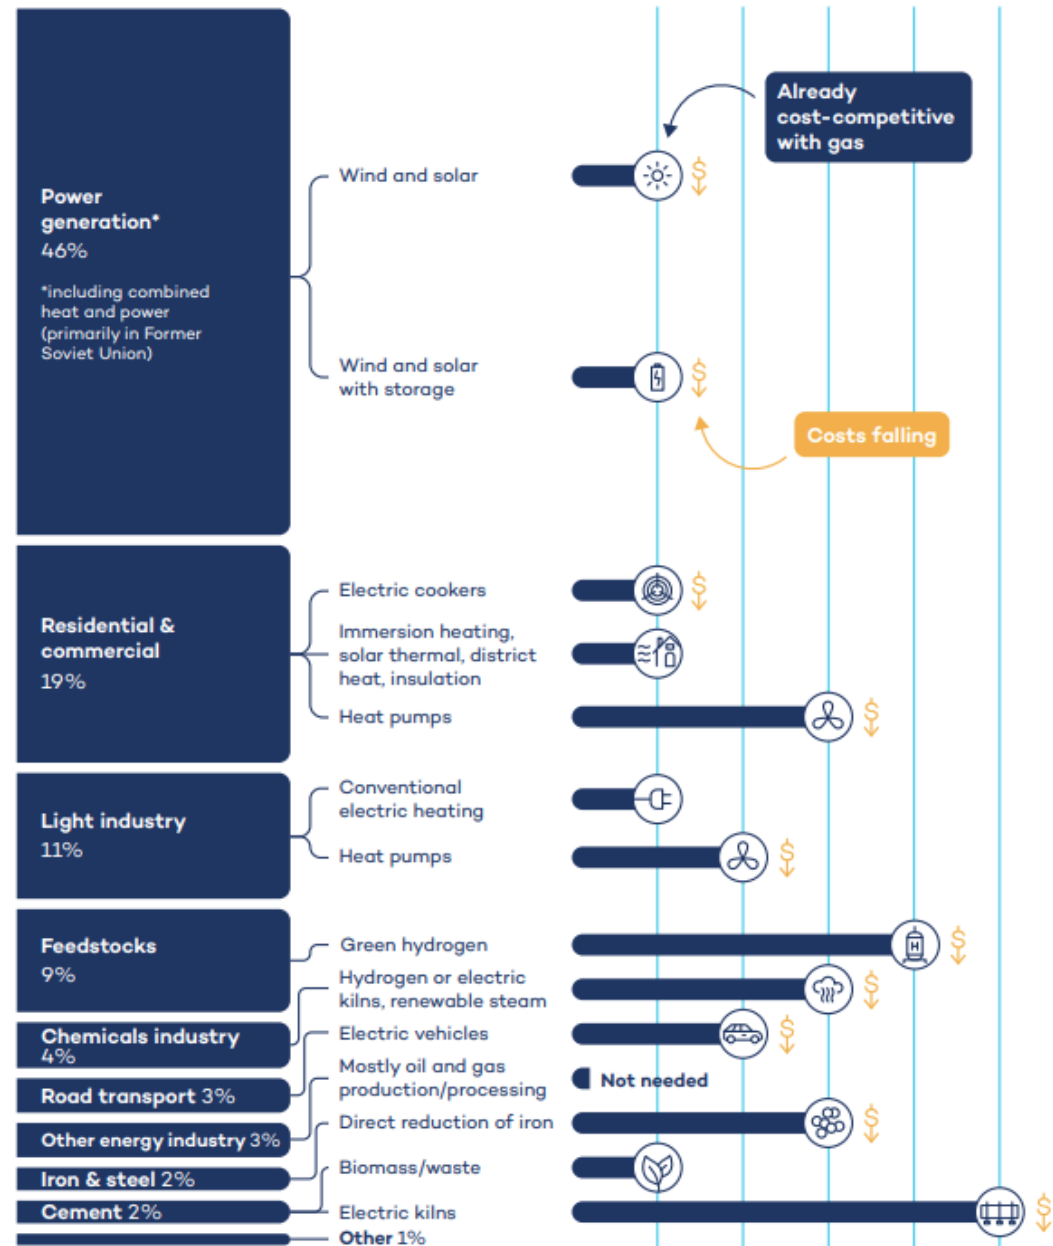 Already
cost-competitive
with gas
Power
generation*
46%
*including combined
heat and power
(primarily in Former
Soviet Union)
Wind and solar
$
Wind and solar
with storage
$
Costs falling
Residential &
commercial
19%
Electric cookers
$
Immersion heating,
solar thermal, district
heat, insulation
Heat pumps
$
Light industry
11%
Conventional
electric heating
Heat pumps
$
Feedstocks
9%
Green hydrogen
H
$
Chemicals industry
4%
Hydrogen or electric
kilns, renewable steam
$
Road transport 3%
Electric vehicles
$
Other energy industry 3%
Mostly oil and gas
production/processing
Not needed
Iron & steel 2%
Direct reduction of iron
$
Cement 2%
Biomass/waste
Electric kilns
$
Other 1%